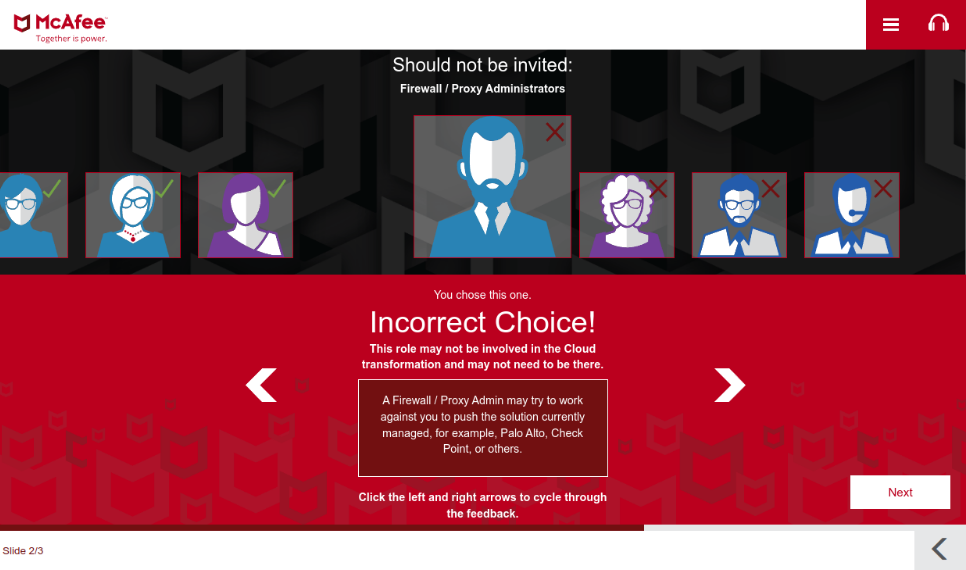 McAfee™
Together is power.
Should not be invited:
Firewall / Proxy Administrators
You chose this one.
Incorrect Choice!
This role may not be involved in the Cloud
transformation and may not need to be there.
A Firewall / Proxy Admin may try to work
against you to push the solution currently
managed, for example, Palo Alto, Check
Point, or others.
Click the left and right arrows to cycle through
the feedback.
Next
Slide 2/3